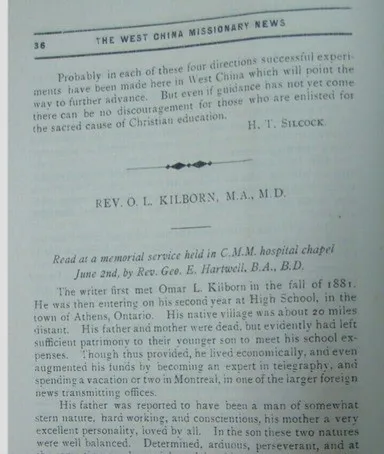 36 THE WEST CHINA MISSIONARY NEWS
Probably in each of these four directions successful experi-
ments have been made here in West China which will point the
way to further advance. But even if guidance has not yet come
there can be no discouragement for those who are enlisted for
the sacred cause of Christian education.
H. T. SILCOCK.
REV. O. L. KILBORN, M.A., M.D.
Read at a memorial service held in C.M.M. hospital chapel
June 2nd, by Rev. Geo. E. Hartwell, B.A., B.D.
The writer first met Omar L. Kilborn in the fall of 1881.
He was then entering on his second year at High School, in the
town of Athens, Ontario. His native village was about 20 miles
distant. His father and mother were dead, but evidently had left
sufficient patrimony to their younger son to meet his school ex-
penses. Though thus provided, he lived economically, and even
augmented his funds by becoming an expert in telegraphy, and
spending a vacation or two in Montreal, in one of the larger foreign
news transmitting offices.
His father was reported to have been a man of somewhat
stern nature, hard working, and conscientious, his mother a very
excellent personality, loved by all. In the son these two natures
were well balanced. Determined, arduous, persevering, and at